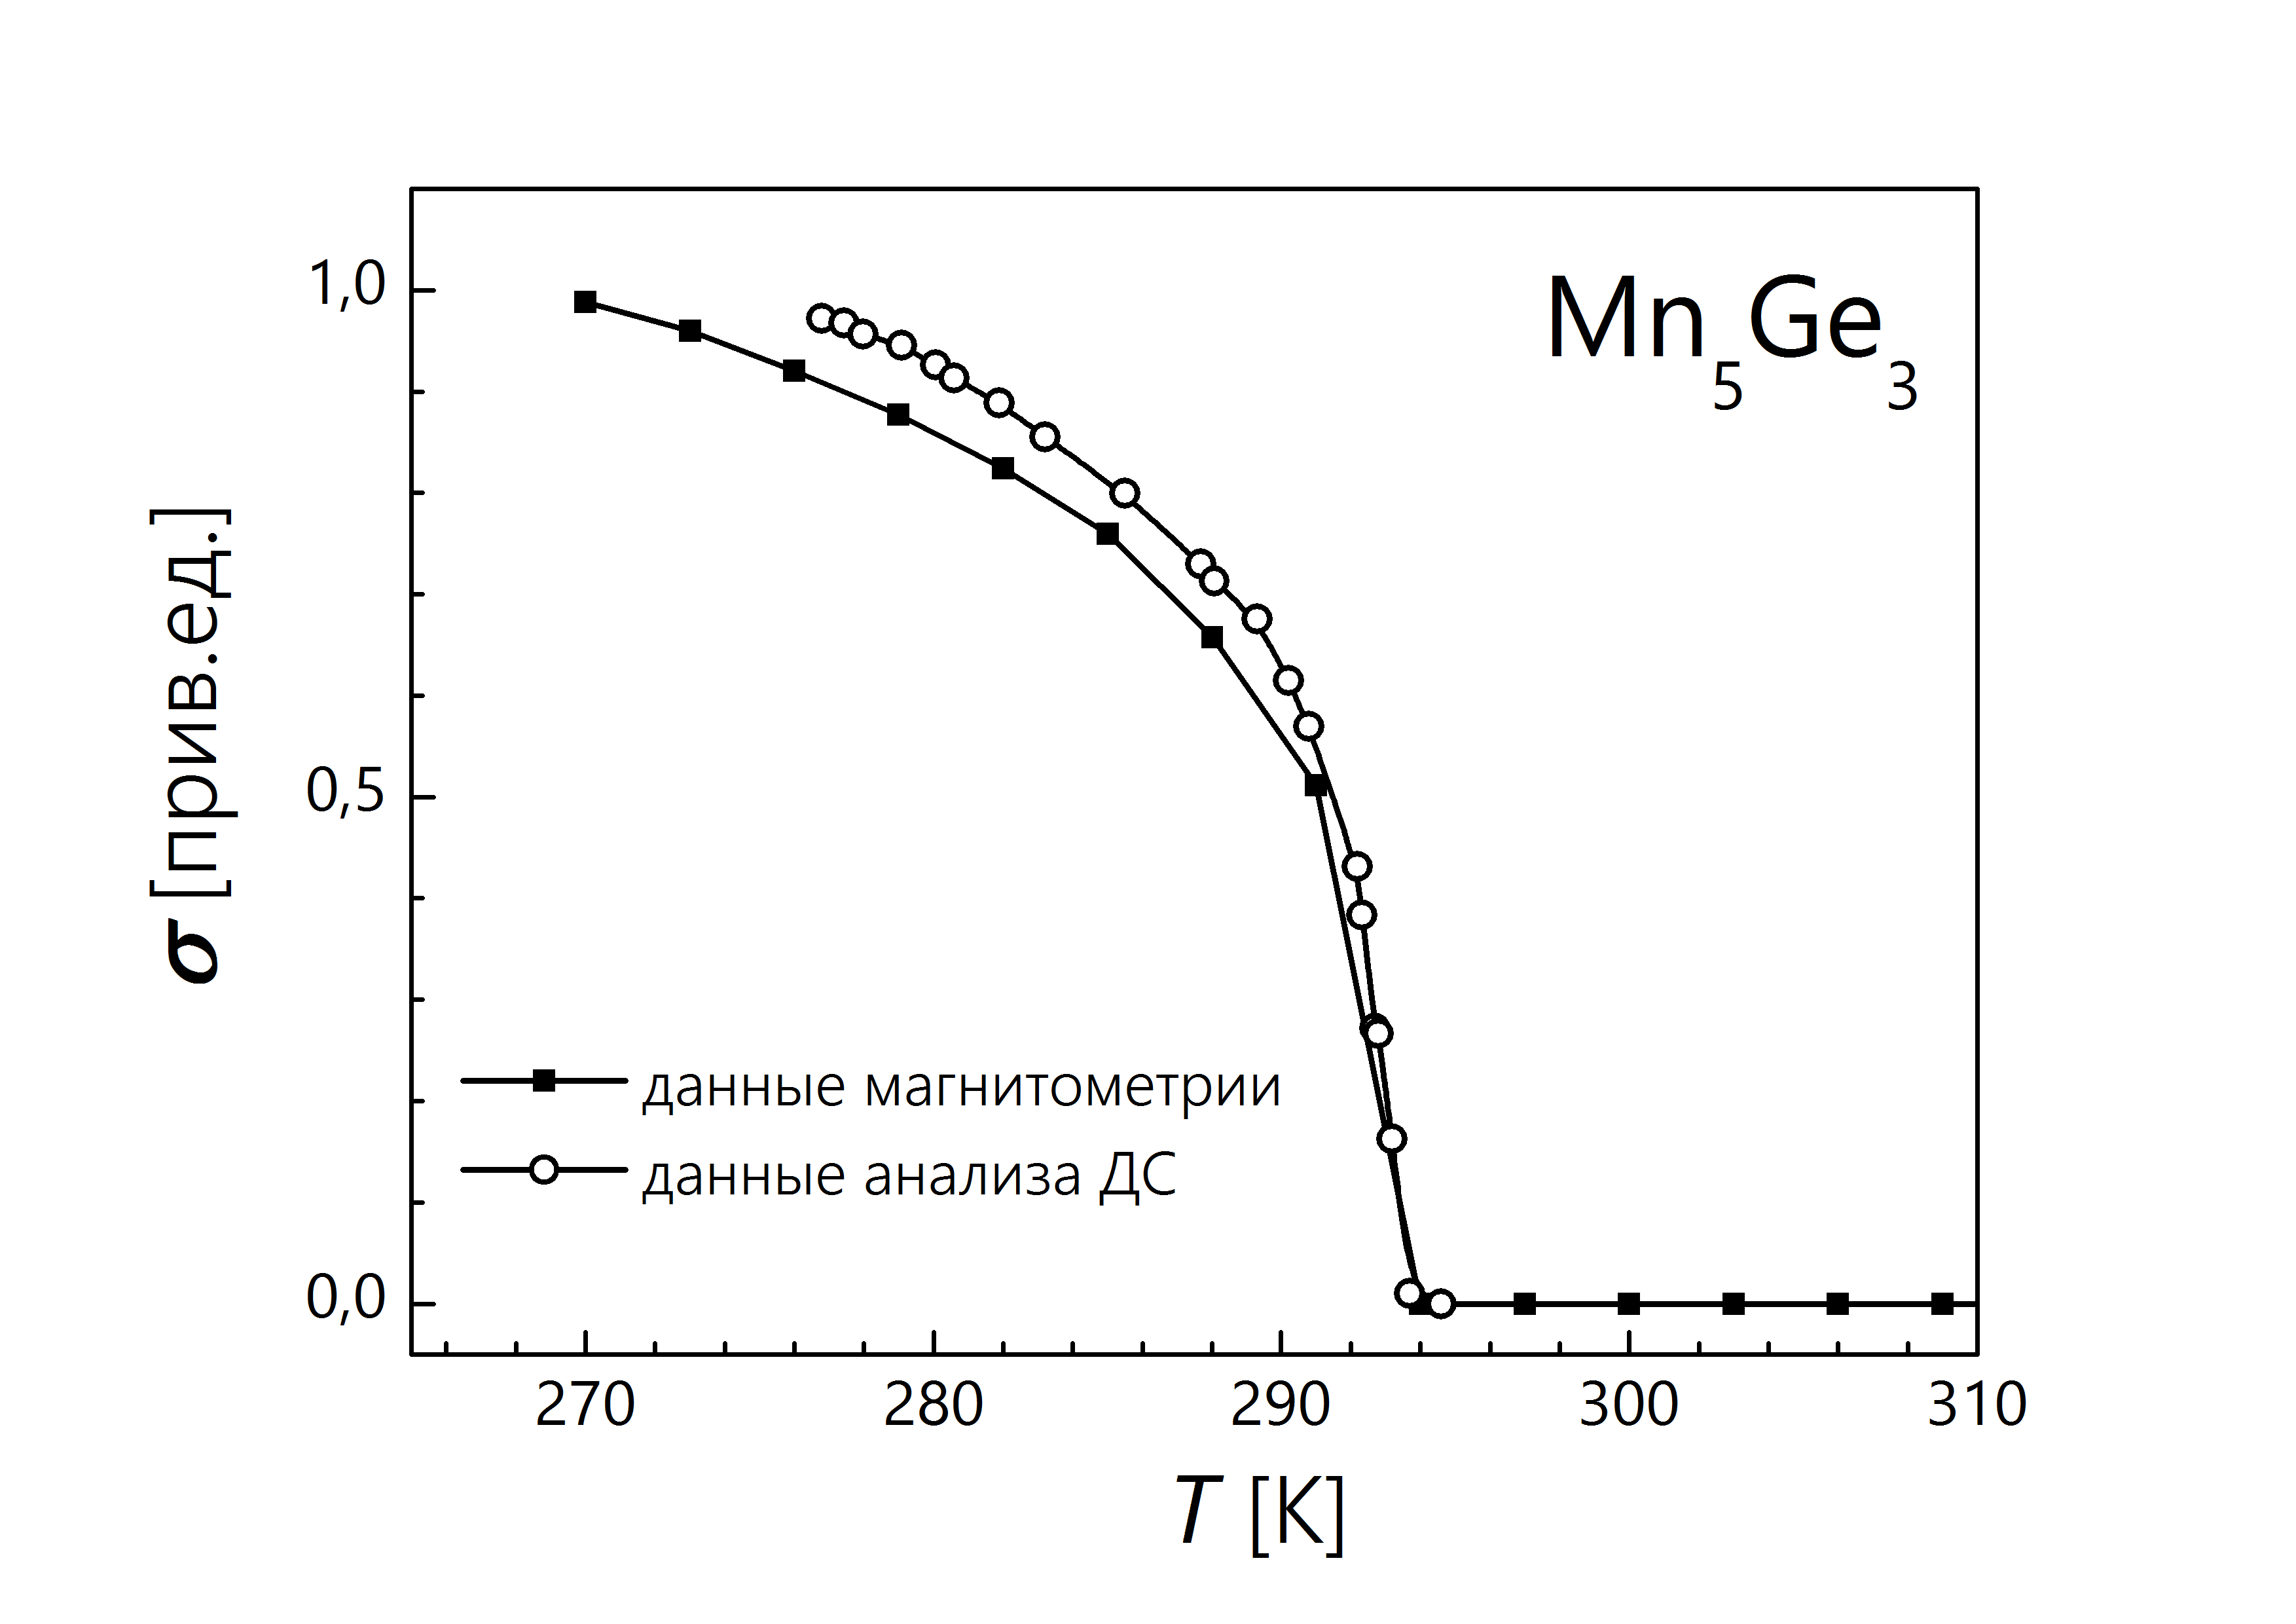 Mn5Ge3
1,0
0,5
0,0
σ [прив.ед.]
данные магнитометрии
данные анализа ДС
270 280 290 300 310
T [K]